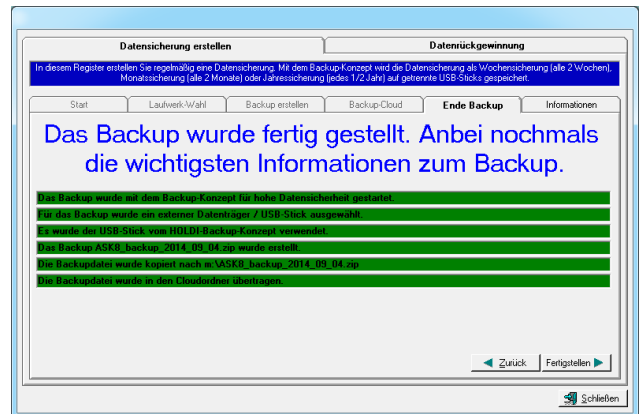 Datensicherung erstellen
Datenrückgewinnung
In diesem Register erstellen Sie regelmäßig eine Datensicherung. Mit dem Backup-Konzept wird die Datensicherung als Wochensicherung (alle 2 Wochen),
Monatssicherung (alle 2 Monate) oder Jahressicherung (jedes 1/2 Jahr) auf getrennte USB-Sticks gespeichert.
Start
Laufwerk-Wahl
Backup erstellen
Backup-Cloud
Ende Backup
Informationen
Das Backup wurde fertig gestellt. Anbei nochmals
die wichtigsten Informationen zum Backup.
Das Backup wurde mit dem Backup-Konzept für hohe Datensicherheit gestartet.
Für das Backup wurde ein externer Datenträger / USB-Stick ausgewählt.
Es wurde der USB-Stick vom HOLDI-Backup-Konzept verwendet.
Das Backup ASK8_backup_2014_09_04.zip wurde erstellt.
Die Backupdatei wurde kopiert nach m:\ASK8_backup_2014_09_04.zip
Die Backupdatei wurde in den Cloudordner übertragen.
Zurück
Fertigstellen
Schließen